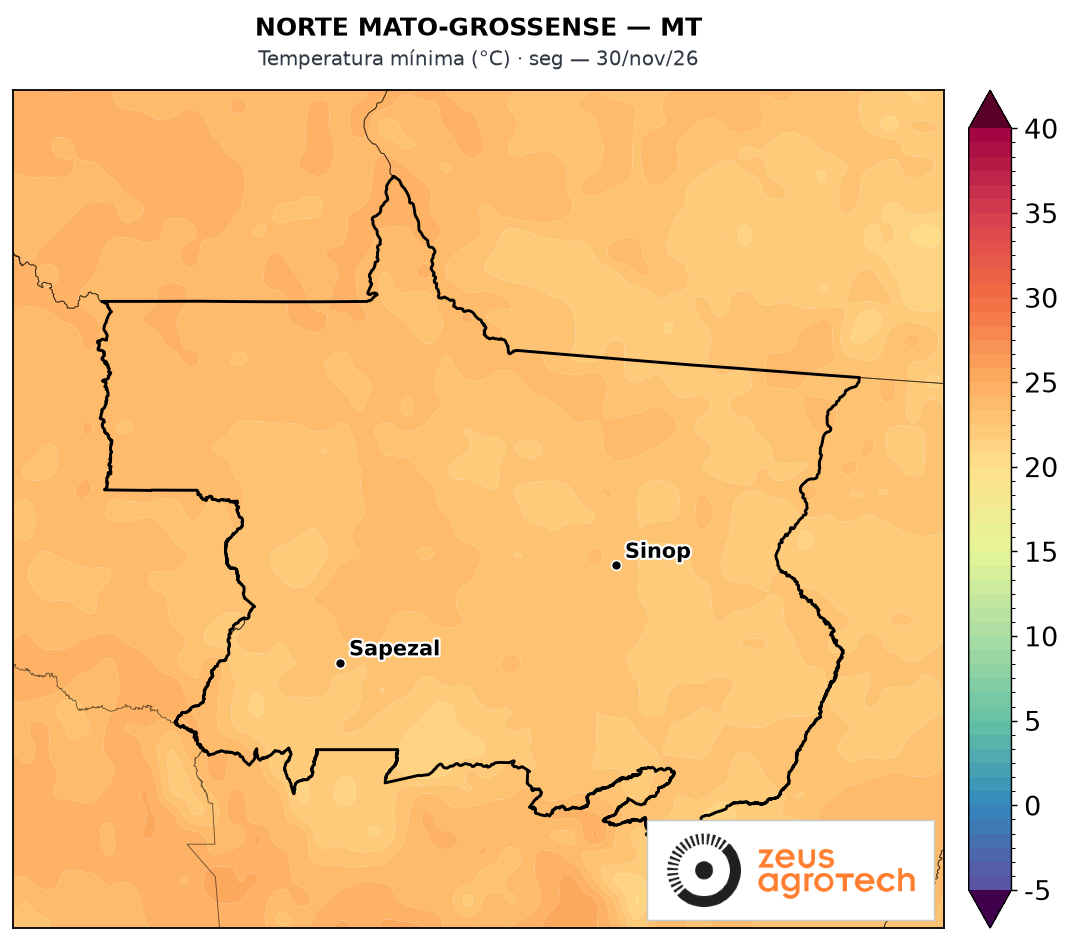 NORTE MATO-GROSSENSE — MT
Temperatura mínima (°C) · seg — 30/nov/26
40
35
30
25
20
15
10
5
0
-5
Sinop
Sapezal
zeus
agrotech